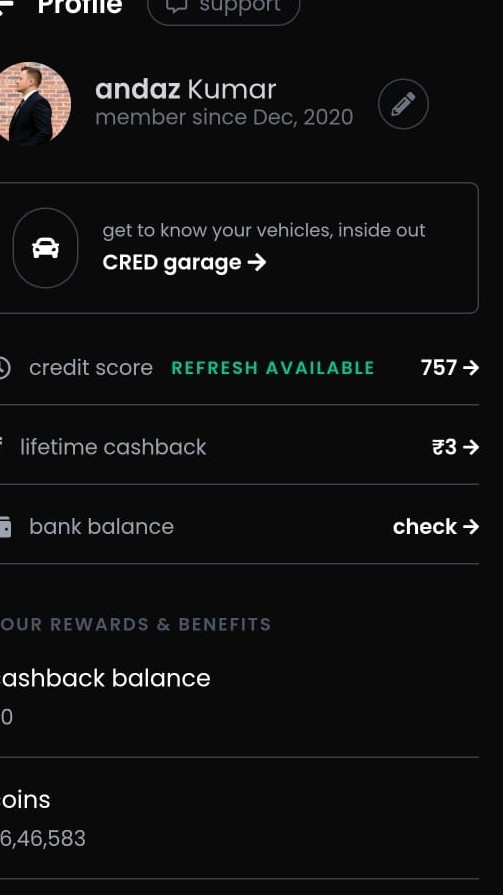 Profile
support
andaz Kumar
member since Dec, 2020
get to know your vehicles, inside out
CRED garage →
credit score REFRESH AVAILABLE 757 →
lifetime cashback ₹3 →
bank balance check →
OUR REWARDS & BENEFITS
cashback balance
0
oins
6,46,583